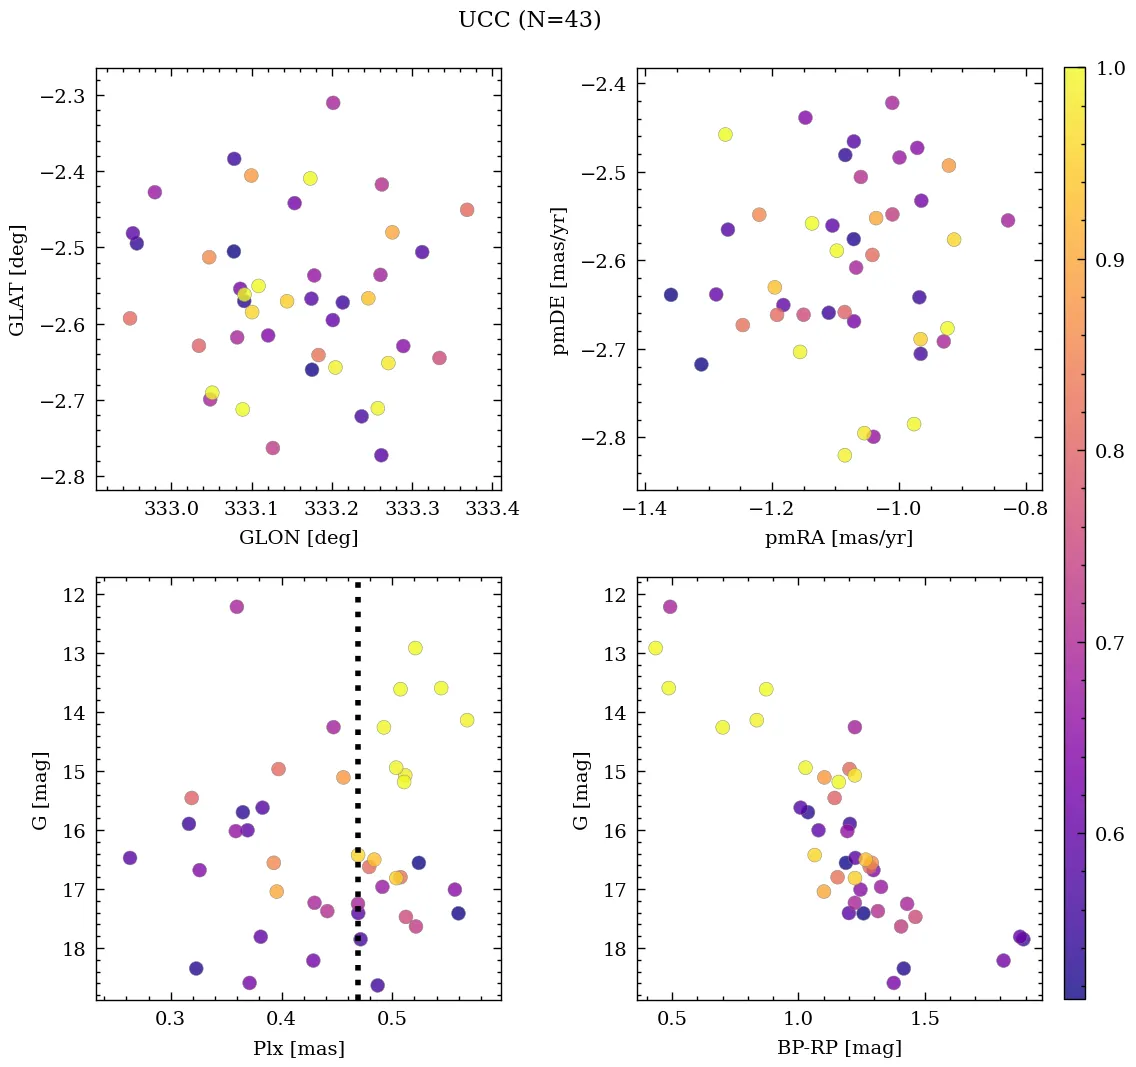 UCC (N=43)
−2.3
−2.4
−2.5
−2.6
−2.7
−2.8
GLAT [deg]
333.0 333.1 333.2 333.3 333.4
GLON [deg]
−2.4
−2.5
−2.6
−2.7
−2.8
pmDE [mas/yr]
−1.4 −1.2 −1.0 −0.8
pmRA [mas/yr]
12
13
14
15
16
17
18
G [mag]
0.3 0.4 0.5
Plx [mas]
12
13
14
15
16
17
18
G [mag]
0.5 1.0 1.5
BP-RP [mag]
1.0
0.9
0.8
0.7
0.6